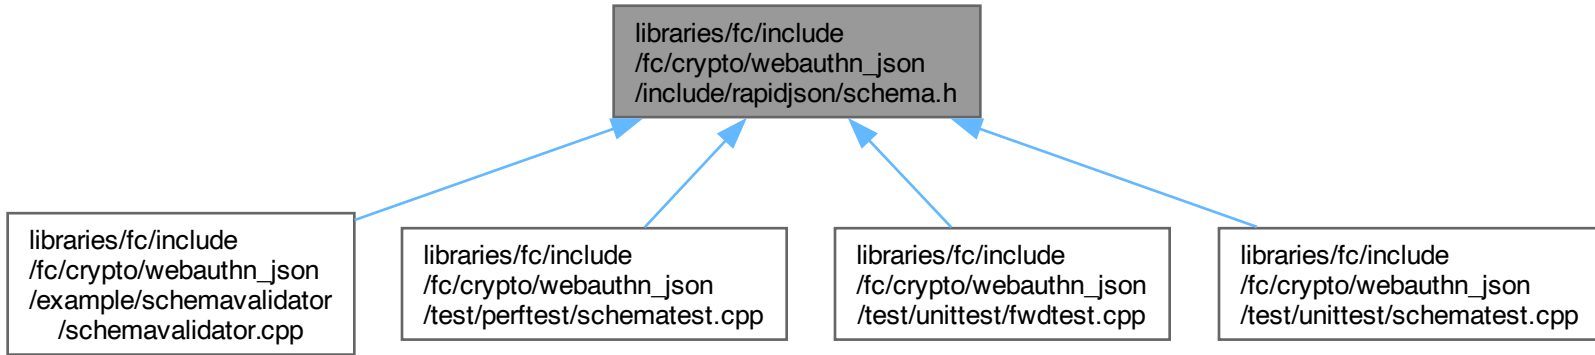 libraries/fc/include
/fc/crypto/webauthn_json
/include/rapidjson/schema.h
libraries/fc/include
/fc/crypto/webauthn_json
/example/schemavalidator
/schemavalidator.cpp
libraries/fc/include
/fc/crypto/webauthn_json
/test/perftest/schematest.cpp
libraries/fc/include
/fc/crypto/webauthn_json
/test/unittest/fwdtest.cpp
libraries/fc/include
/fc/crypto/webauthn_json
/test/unittest/schematest.cpp